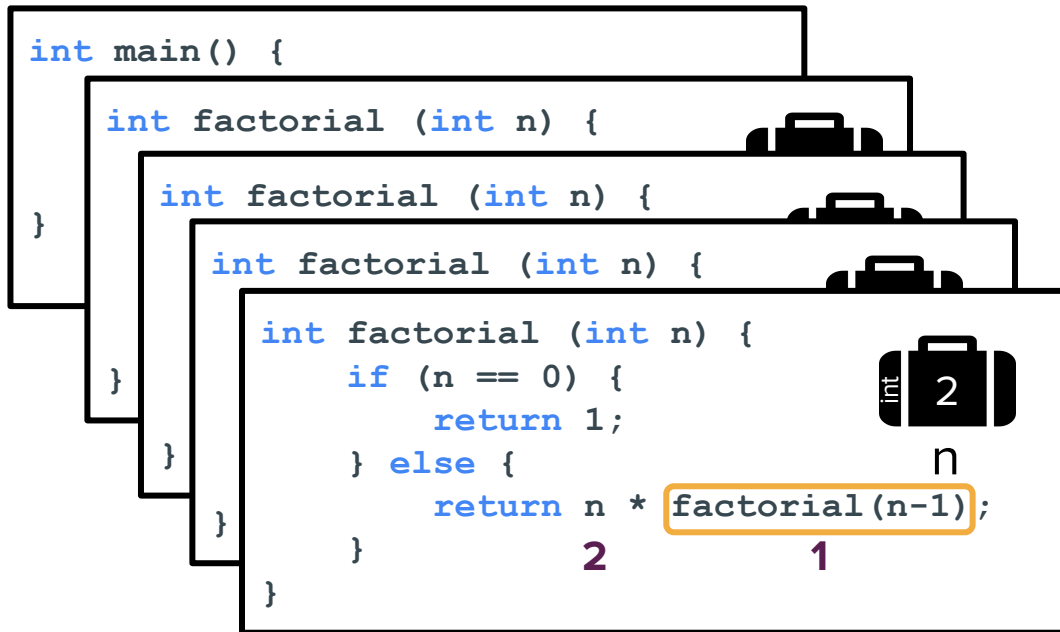 int main() {
}
int factorial (int n) {
}
int factorial (int n) {
}
int factorial (int n) {
}
int factorial (int n) {
if (n == 0) {
return 1;
} else {
return n * factorial(n-1);
}
}
int 2
n
2 1